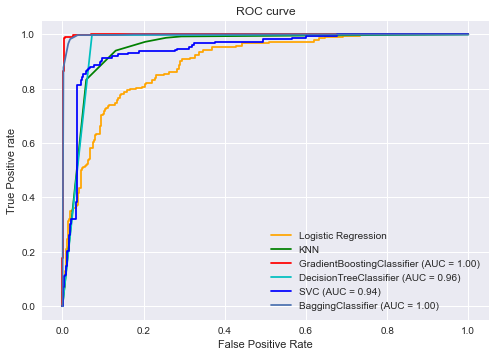 ROC curve
True Positive rate
1.0
0.8
0.6
0.4
0.2
0.0
Logistic Regression
KNN
GradientBoostingClassifier (AUC = 1.00)
DecisionTreeClassifier (AUC = 0.96)
SVC (AUC = 0.94)
BaggingClassifier (AUC = 1.00)
0.0 0.2 0.4 0.6 0.8 1.0
False Positive Rate